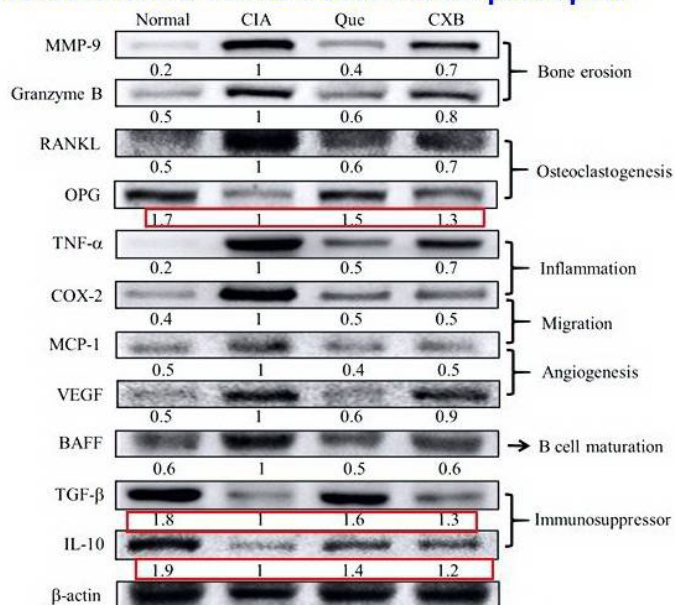 Normal CIA Que CXB
MMP-9
0.2 1 0.4 0.7
Bone erosion
Granzyme B
0.5 1 0.6 0.8
RANKL
0.5 1 0.6 0.7
Osteoclastogenesis
OPG
1.7 1 1.5 1.3
TNF-α
0.2 1 0.5 0.7
Inflammation
COX-2
0.4 1 0.5 0.5
Migration
MCP-1
0.5 1 0.4 0.5
Angiogenesis
VEGF
0.5 1 0.6 0.9
BAFF
B cell maturation
0.6 1 0.5 0.6
TGF-β
1.8 1 1.6 1.3
Immunosuppressor
IL-10
1.9 1 1.4 1.2
β-actin